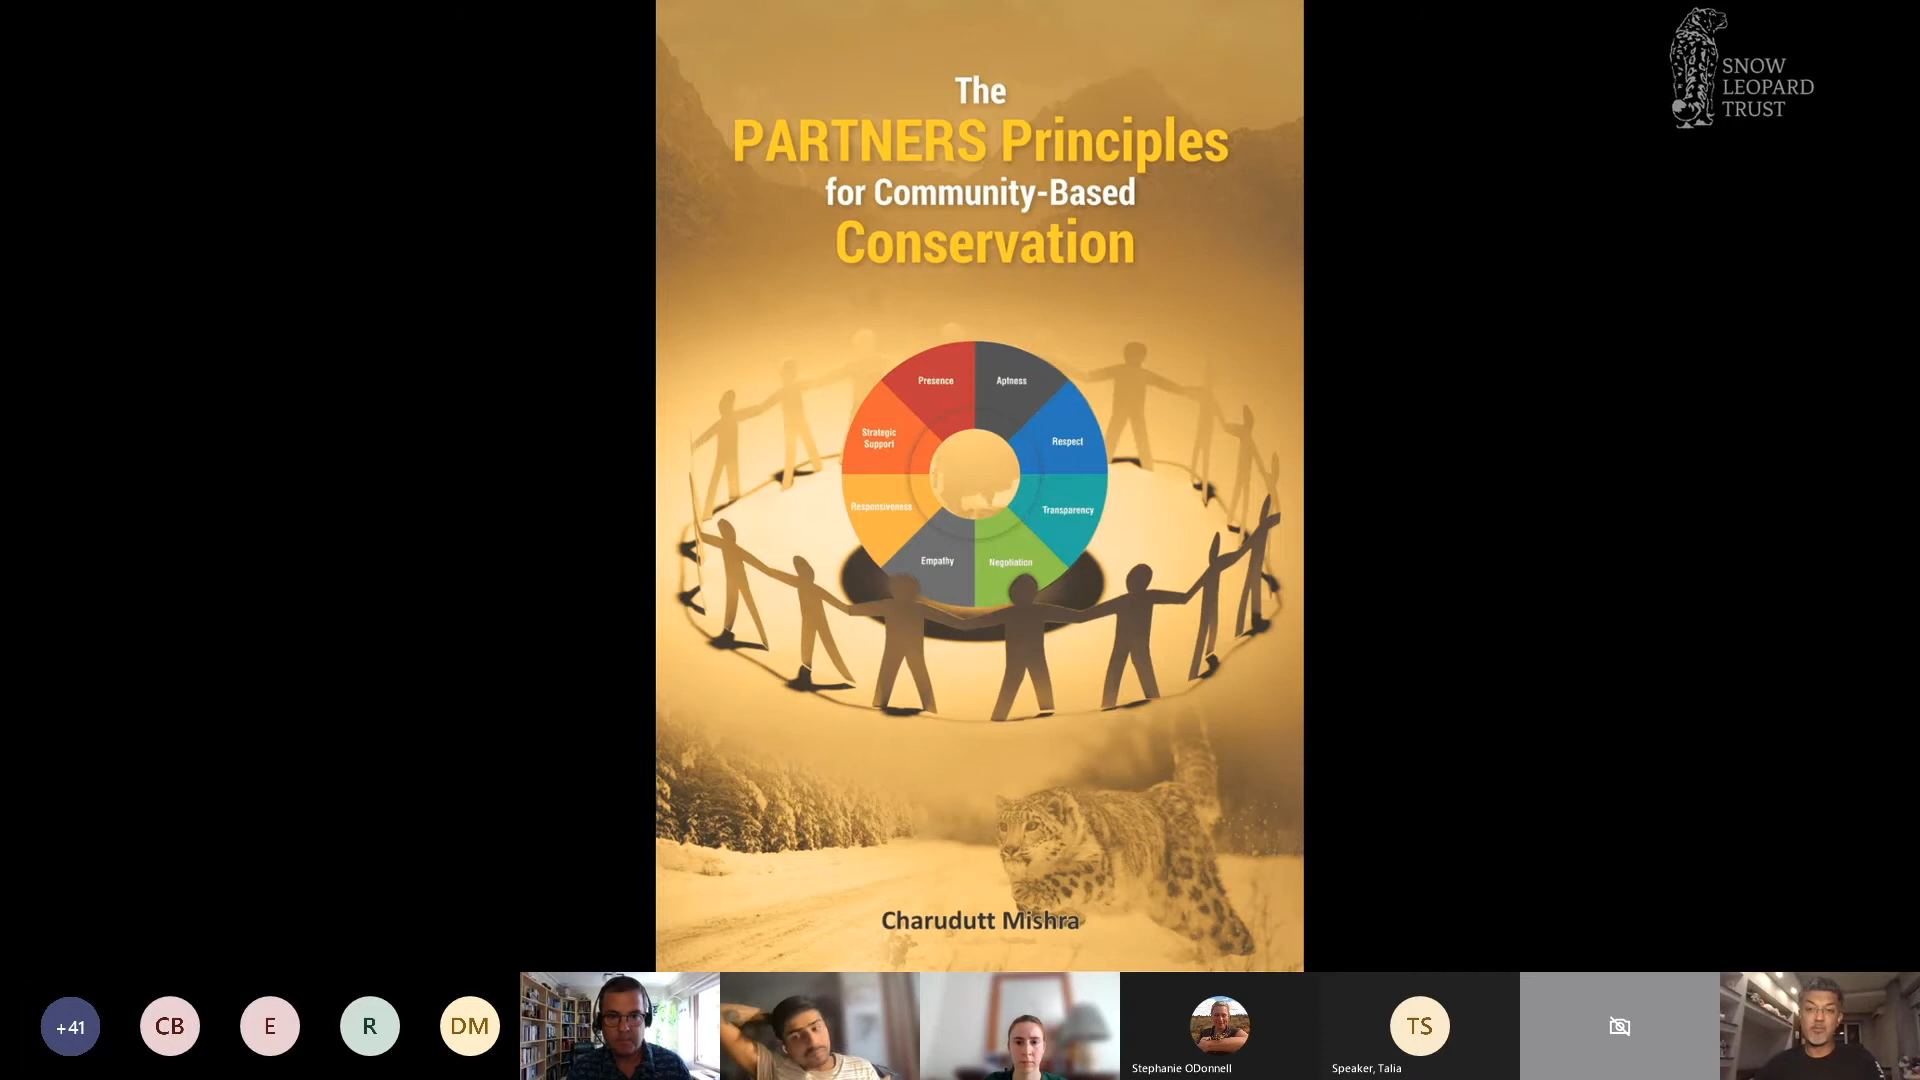 The
PARTNERS Principles
for Community-Based
Conservation
SNOW
LEOPARD
TRUST
Presence
Aptness
Strategic
Support
Respect
Responsiveness
Transparency
Empathy
Negotiation
Charudutt Mishra
+41
CB
E
R
DM
Stephanie ODonnell
TS
Speaker, Talia